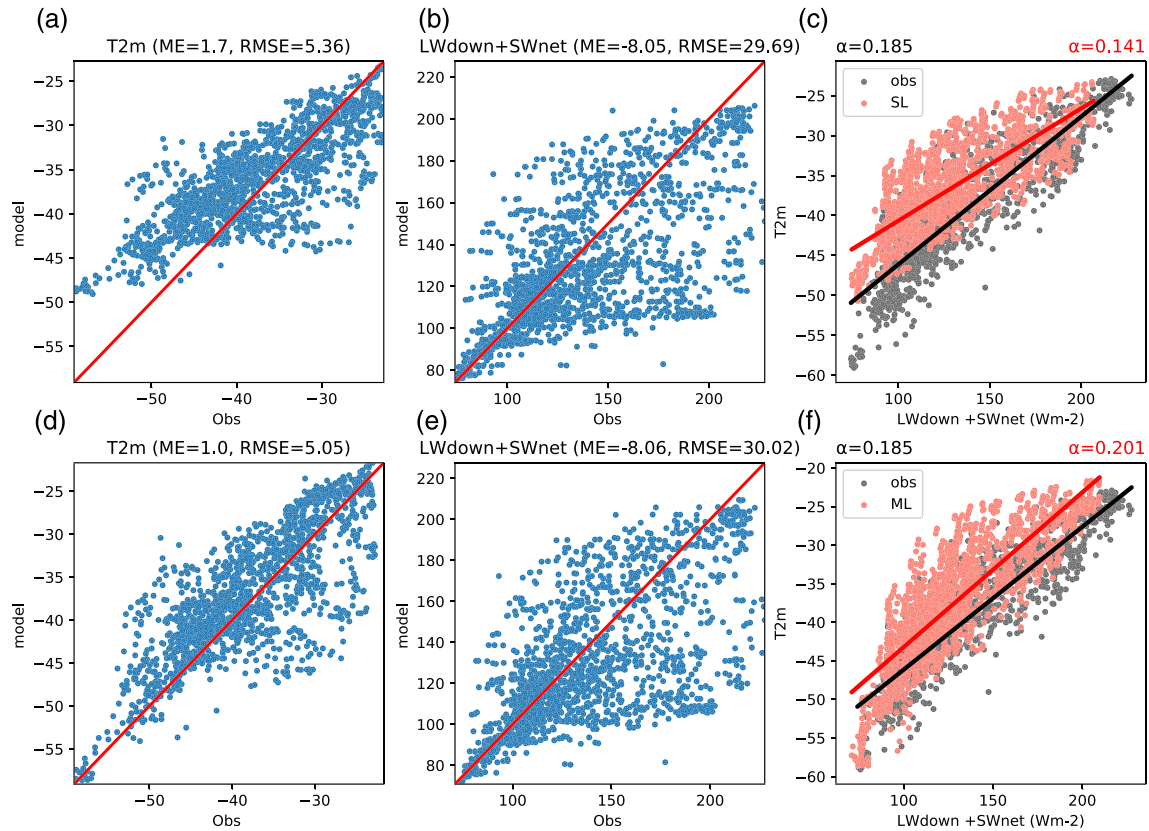 (a)
T2m (ME=1.7, RMSE=5.36)
−25
−30
−35
−40
−45
−50
−55
model
−50
−40
−30
Obs
(b)
LWdown+SWnet (ME=-8.05, RMSE=29.69)
220
200
180
160
140
120
100
80
model
100
150
200
Obs
(c)
α=0.185
α=0.141
obs
SL
−25
−30
−35
−40
−45
−50
−55
−60
T2m
100
150
200
LWdown +SWnet (Wm-2)
(d)
T2m (ME=1.0, RMSE=5.05)
−25
−30
−35
−40
−45
−50
−55
model
−50
−40
−30
Obs
(e)
LWdown+SWnet (ME=-8.06, RMSE=30.02)
220
200
180
160
140
120
100
80
model
100
150
200
Obs
(f)
α=0.185
α=0.201
obs
ML
−20
−25
−30
−35
−40
−45
−50
−55
−60
T2m
100
150
200
LWdown +SWnet (Wm-2)